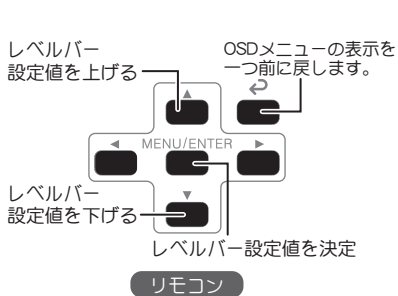 レベルバー
設定値を上げる
OSDメニューの表示を
一つ前に戻します。
MENU/ENTER
レベルバー
設定値を下げる
レベルバー設定値を決定
リモコン